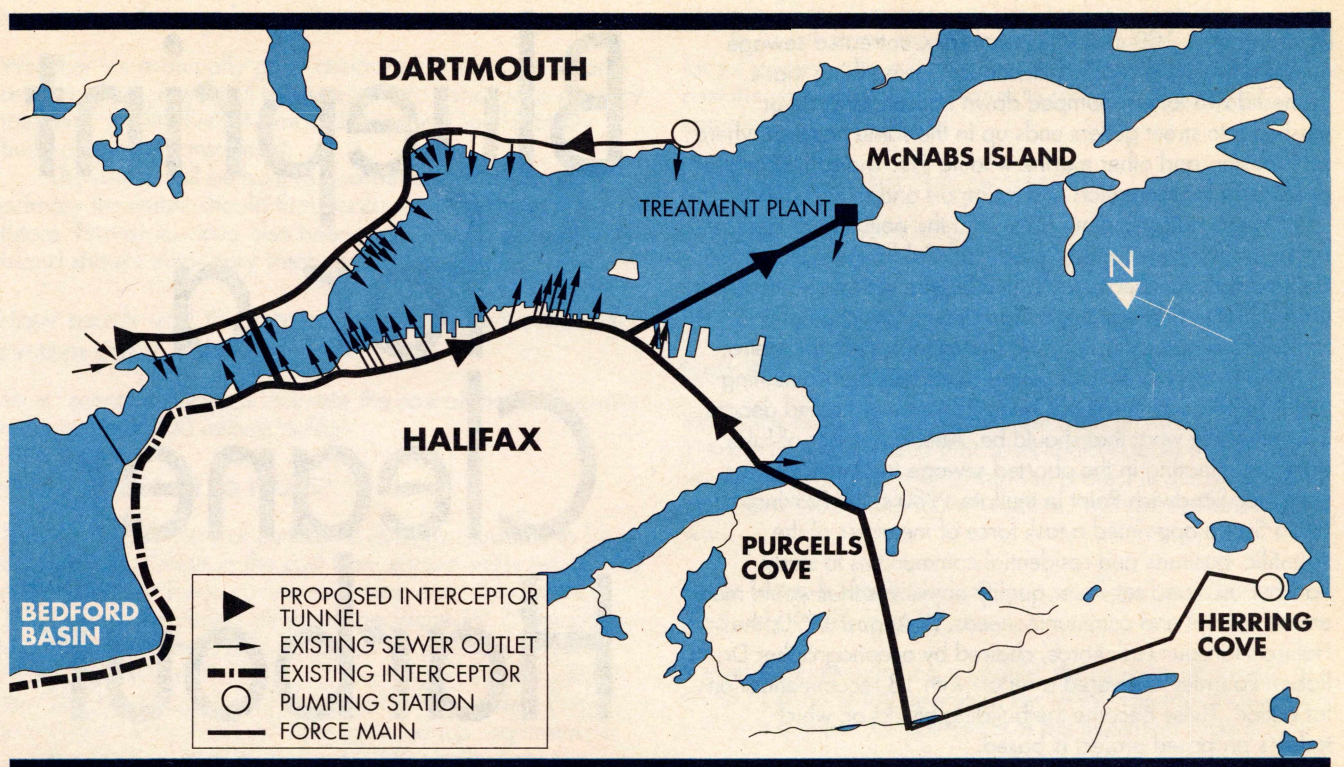 DARTMOUTH
McNABS ISLAND
TREATMENT PLANT
N
HALIFAX
PURCELLS
COVE
BEDFORD
BASIN
HERRING
COVE
PROPOSED INTERCEPTOR
TUNNEL
EXISTING SEWER OUTLET
EXISTING INTERCEPTOR
PUMPING STATION
FORCE MAIN